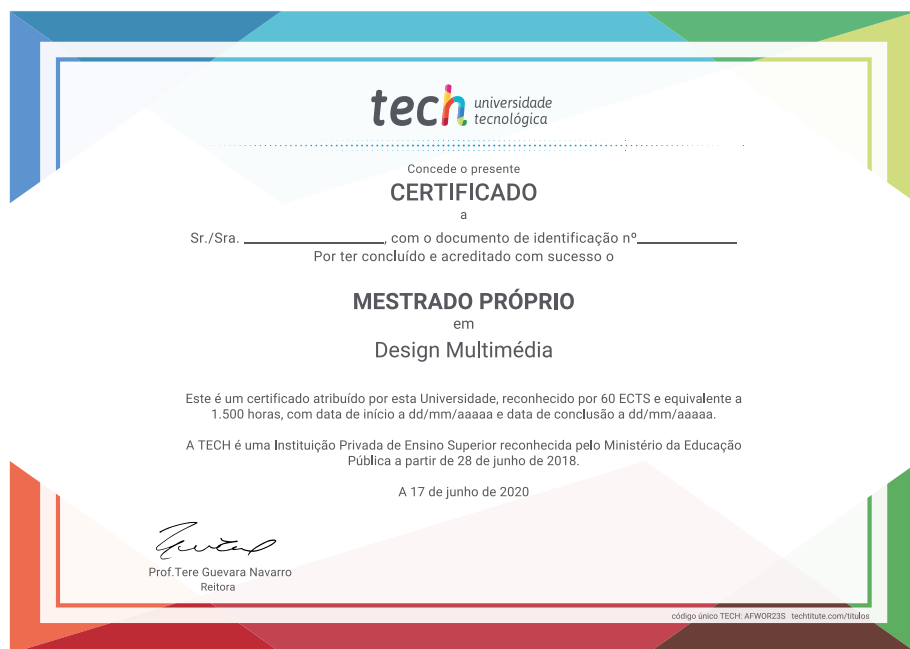 tech universidade
tecnológica
Concede o presente
CERTIFICADO
a
Sr./Sra. ________________, com o documento de identificação nº____________
Por ter concluído e acreditado com sucesso o
MESTRADO PRÓPRIO
em
Design Multimédia
Este é um certificado atribuído por esta Universidade, reconhecido por 60 ECTS e equivalente a
1.500 horas, com data de início a dd/mm/aaaaa e data de conclusão a dd/mm/aaaaa.
A TECH é uma Instituição Privada de Ensino Superior reconhecida pelo Ministério da Educação
Pública a partir de 28 de junho de 2018.
A 17 de junho de 2020
Prof.Tere Guevara Navarro
Reitora
código único TECH: AFWOR23S techtitute.com/titulos